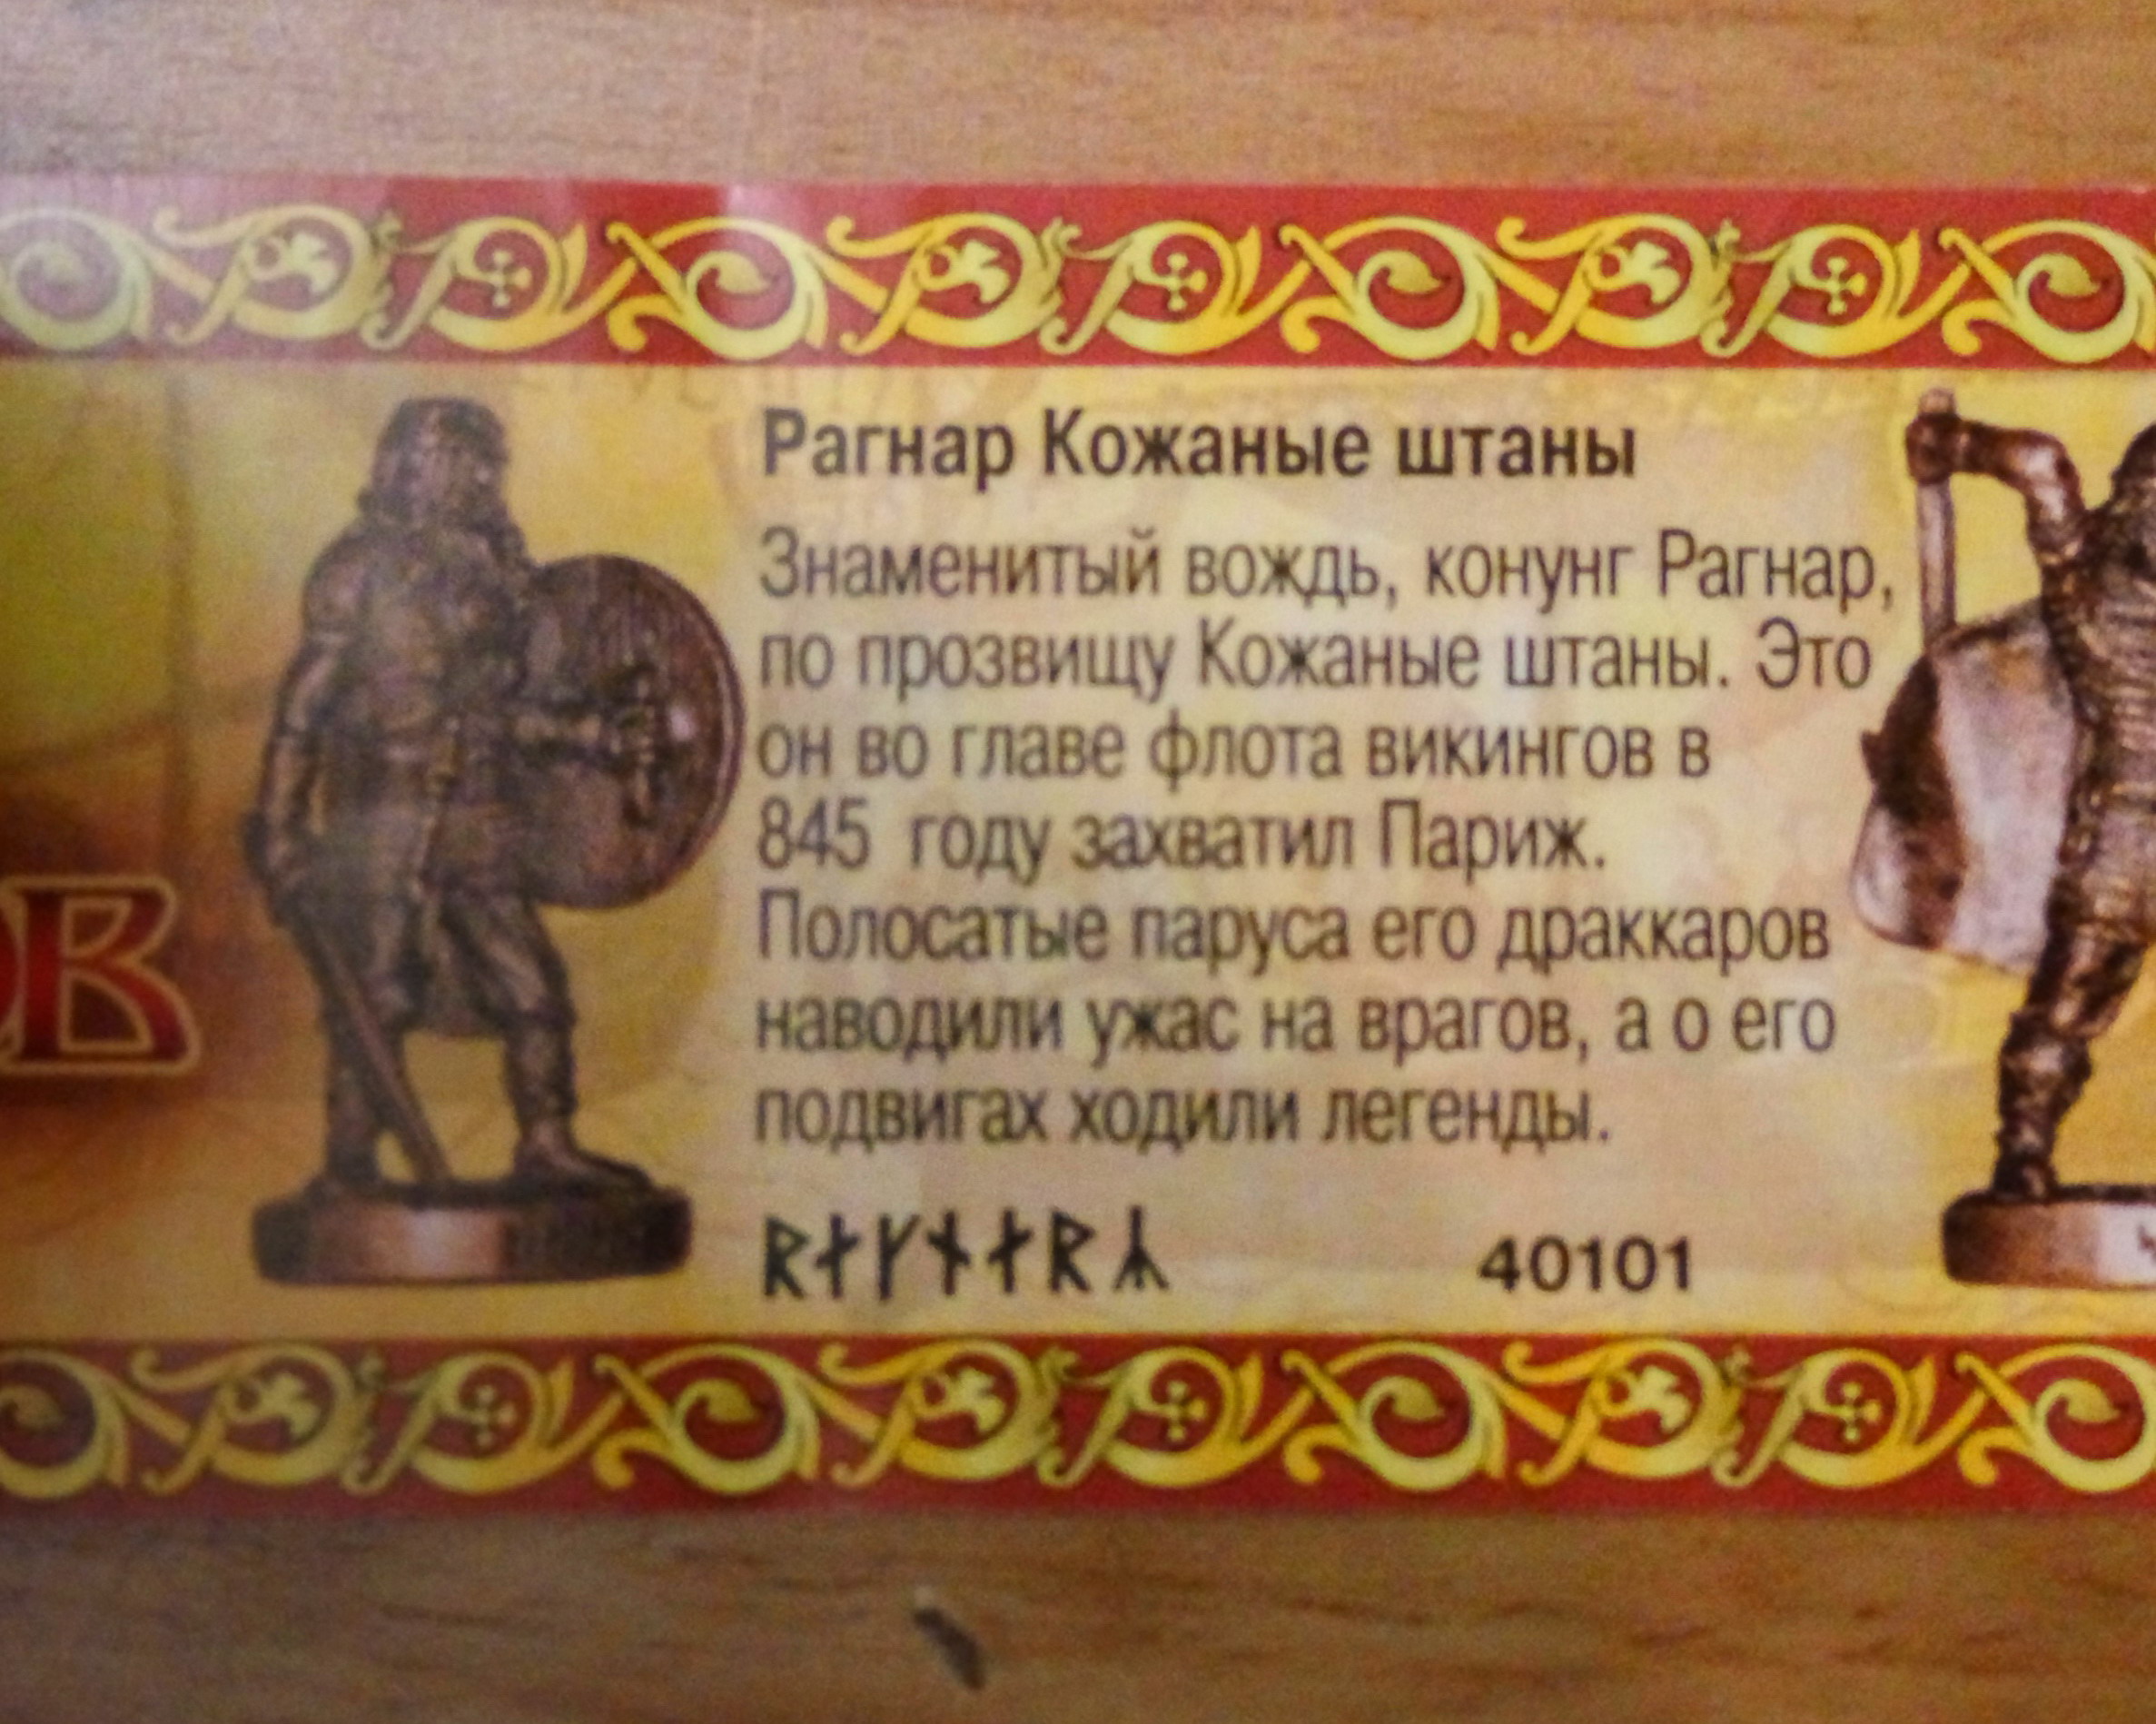 Рагнар Кожаные штаны
Знаменитый вождь, конунг Рагнар,
по прозвищу Кожаные штаны. Это
он во главе флота викингов в
845 году захватил Париж.
Полосатые паруса его драккаров
наводили ужас на врагов, а о его
подвигах ходили легенды.
ᚱᛅᚴᚾᛅᚱᛦ 40101
В